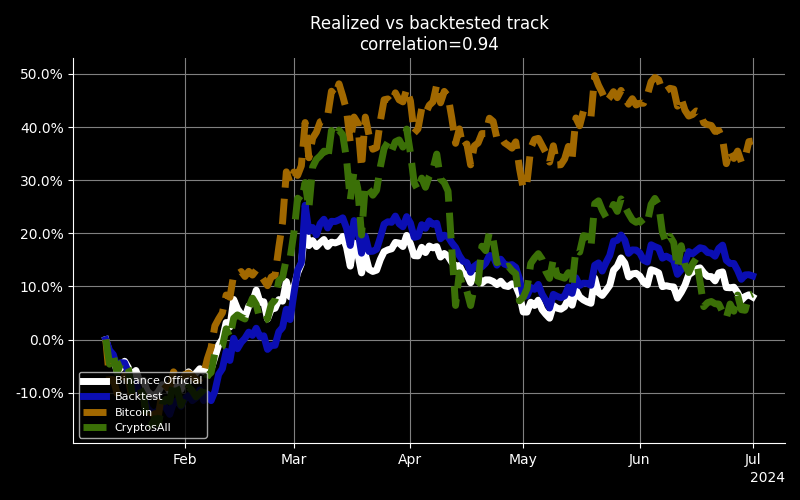 Realized vs backtested track
correlation=0.94
50.0%
40.0%
30.0%
20.0%
10.0%
0.0%
-10.0%
Binance Official
Backtest
Bitcoin
CryptosAll
Feb Mar Apr May Jun Jul
2024